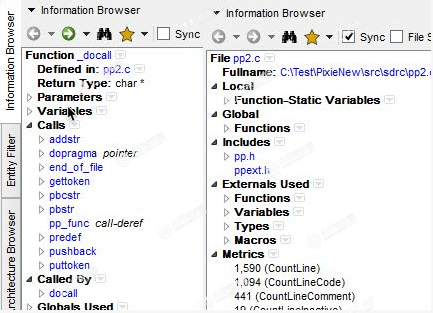 Information Browser
Entity Filter
Architecture Browser
Information Browser
Sync
Function _docall
Defined in: pp2.c
Return Type: char *
Parameters
Variables
Calls
addstr
dopragma pointer
end_of_file
gettoken
pbcstr
pbstr
pp_func call-deref
predef
pushback
puttoken
Called By
docall
Globals Used
Information Browser
Sync File S
File pp2.c
Fullname: C:\Test\PixieNew\src\sdrc\pp2.c
Local
Function-Static Variables
Global
Functions
Includes
pp.h
ppext.h
Externals Used
Functions
Variables
Types
Macros
Metrics
1,590 (CountLine)
1,094 (CountLineCode)
441 (CountLineComment)
19 (CountLineInactive)